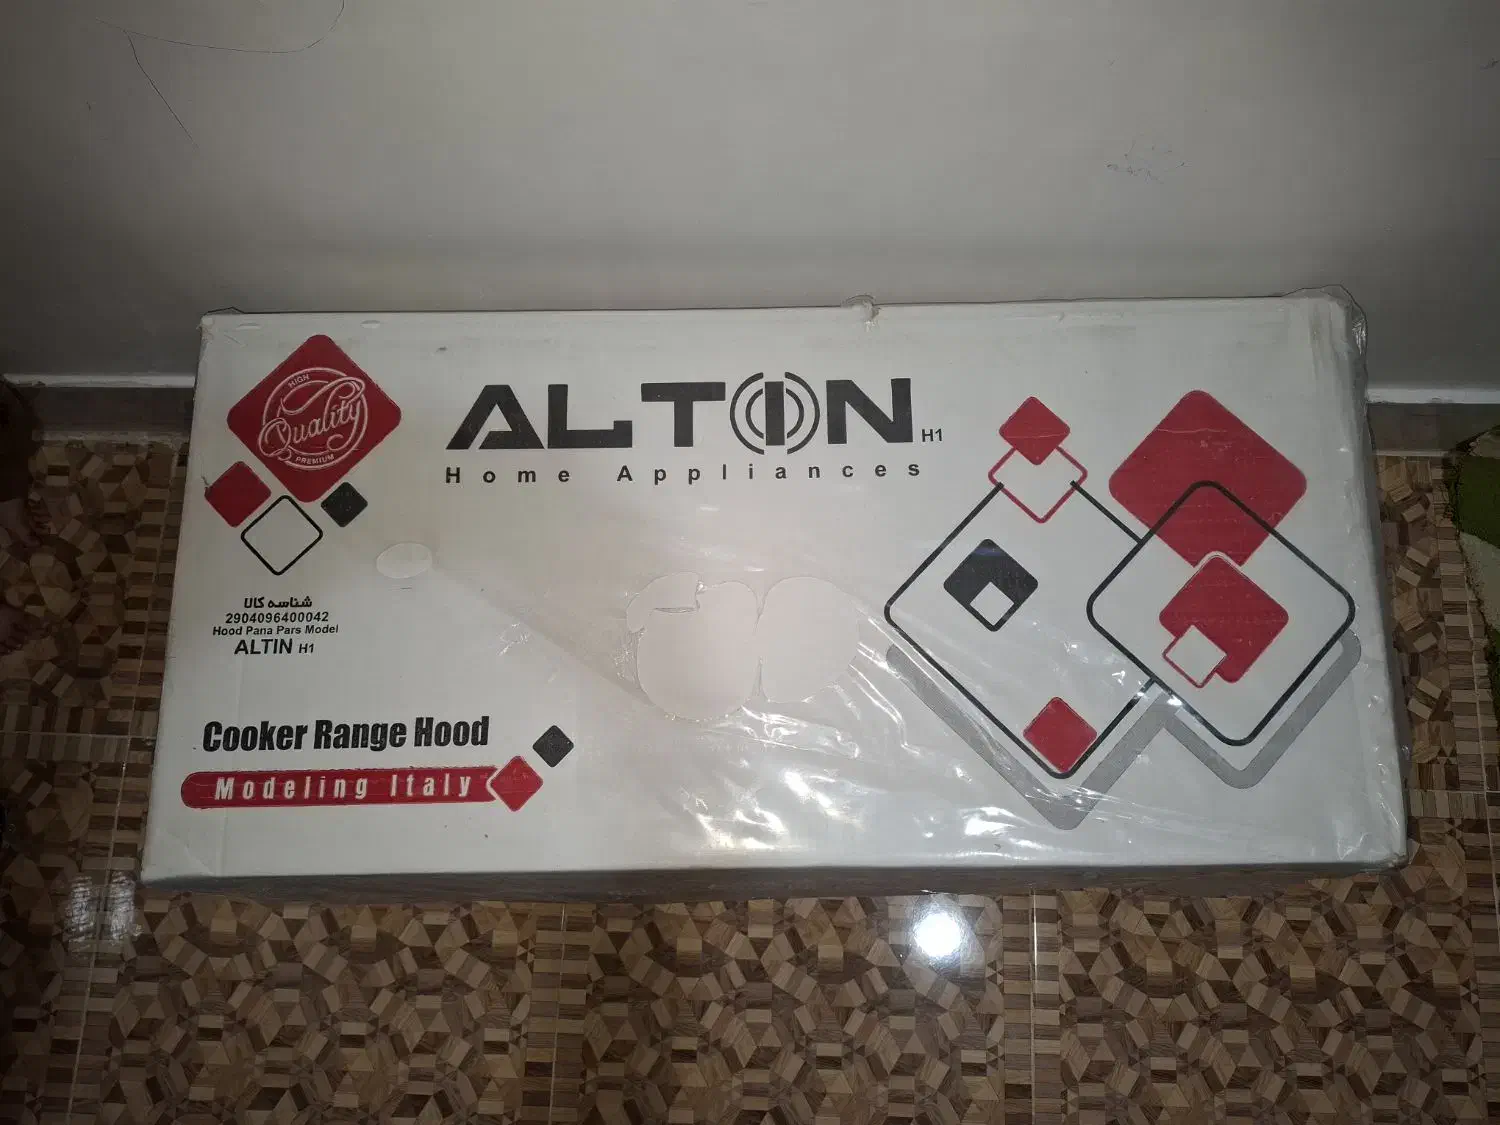 HIGH
Quality
PREMIUM
ALTIN H1
Home Appliances
شناسه کالا
2904096400042
Hood Pana Pars Model
ALTIN H1
Cooker Range Hood
Modeling Italy